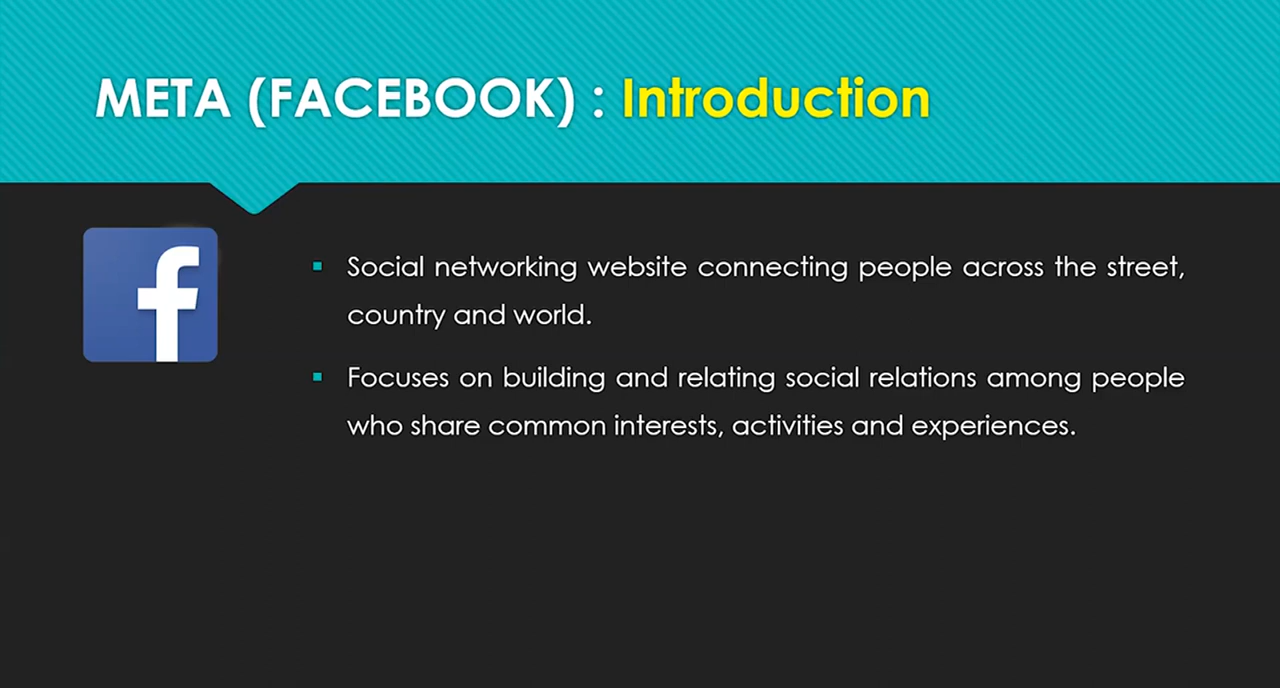 META (FACEBOOK) : Introduction
f
▪ Social networking website connecting people across the street,
country and world.
▪ Focuses on building and relating social relations among people
who share common interests, activities and experiences.